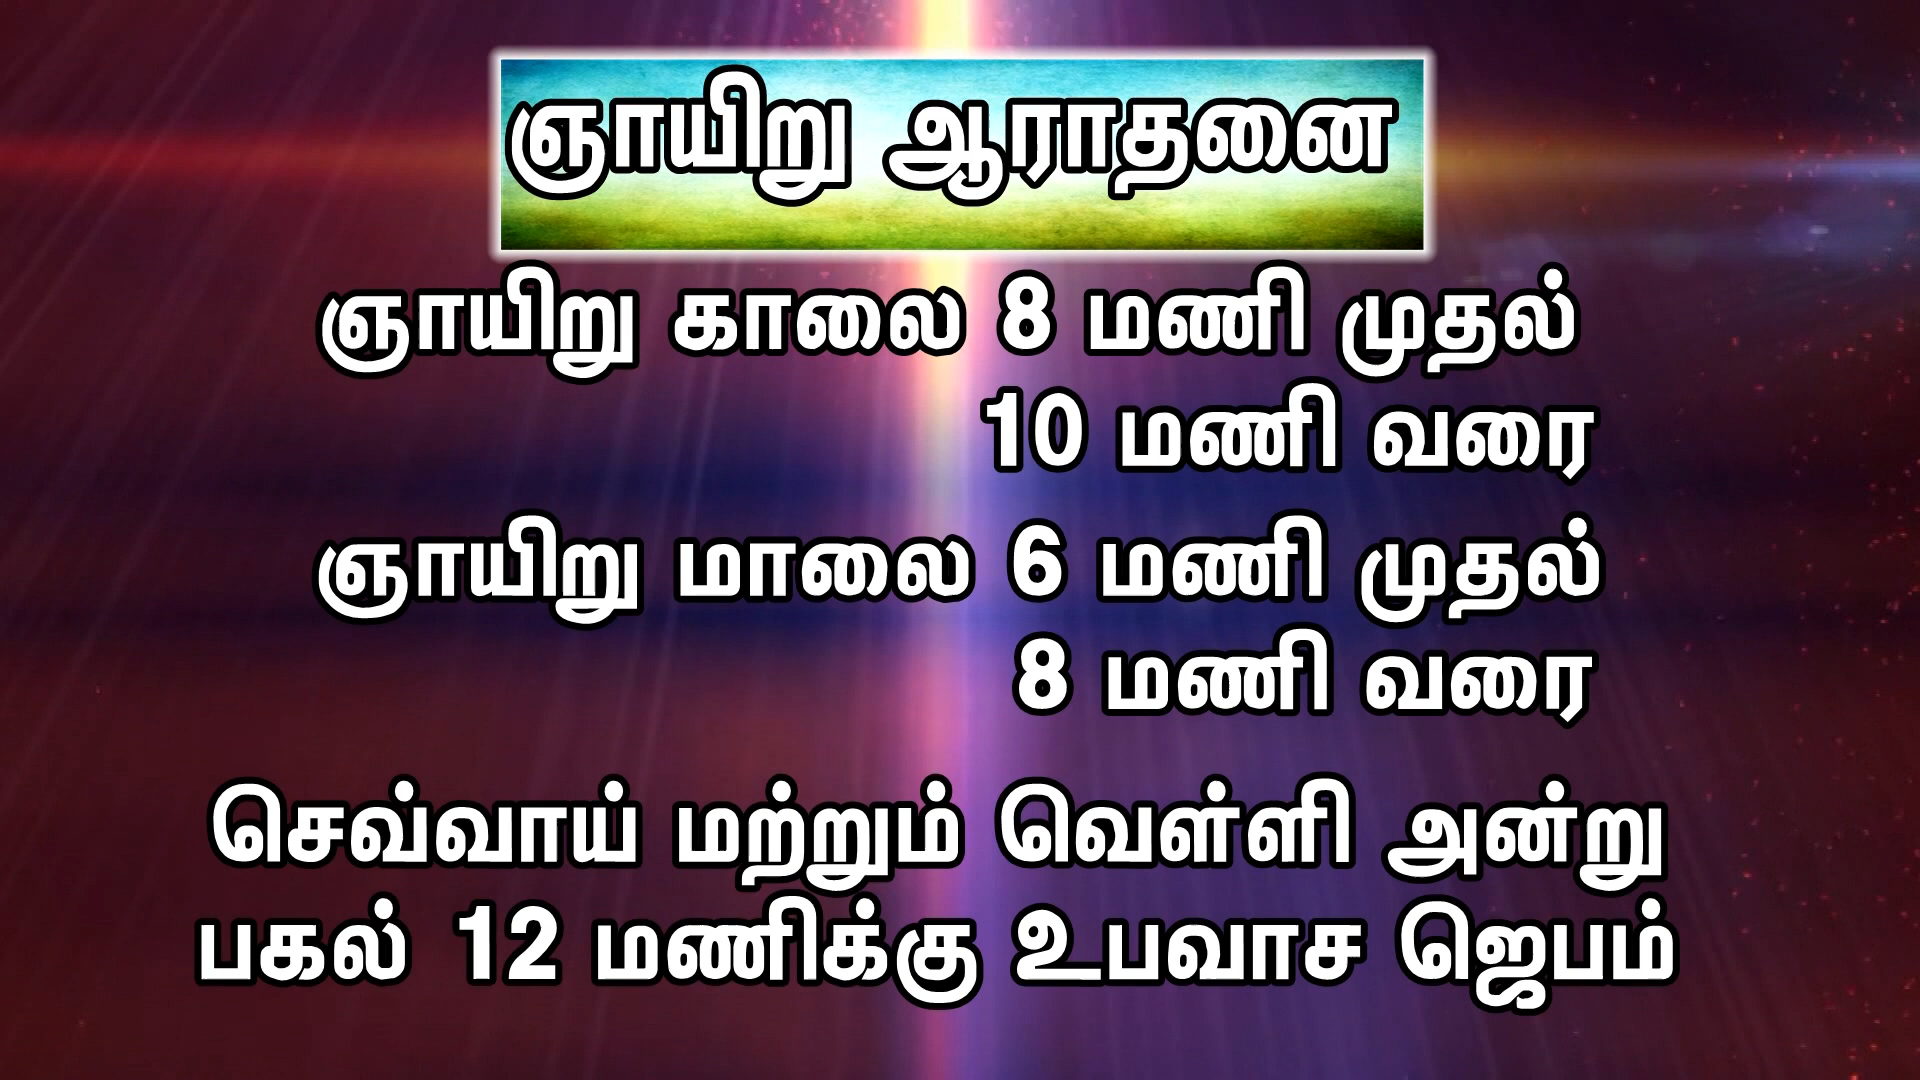 ஞாயிறு ஆராதனை
ஞாயிறு காலை 8 மணி முதல்
10 மணி வரை
ஞாயிறு மாலை 6 மணி முதல்
8 மணி வரை
செவ்வாய் மற்றும் வெள்ளி அன்று
பகல் 12 மணிக்கு உபவாச ஜெபம்